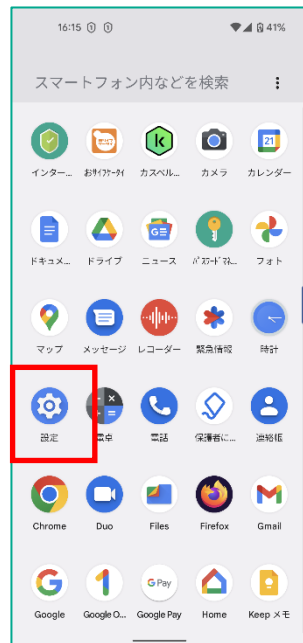 16:15 41%
スマートフォン内などを検索
21
インター... おサイフケータイ カスペル... カメラ カレンダー
GE
ドキュメ... ドライブ ニュース パスワードマネ... フォト
マップ メッセージ レコーダー 緊急情報 時計
設定 電卓 電話 保護者に... 連絡帳
Chrome Duo Files Firefox Gmail
G Pay
Google Google O... Google Pay Home Keep メモ